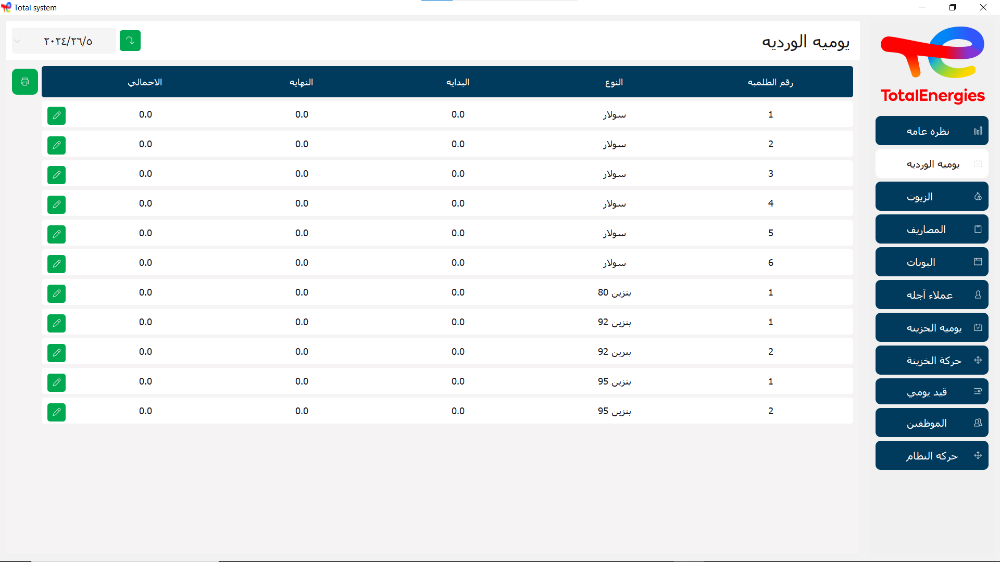 Total system
يوميه الورديه
٢٠٢٤/٢٦/٥
TotalEnergies
رقم الطلمبه النوع البدايه النهايه الاجمالي
1 سولار 0.0 0.0 0.0
2 سولار 0.0 0.0 0.0
3 سولار 0.0 0.0 0.0
4 سولار 0.0 0.0 0.0
5 سولار 0.0 0.0 0.0
6 سولار 0.0 0.0 0.0
1 بنزين 80 0.0 0.0 0.0
1 بنزين 92 0.0 0.0 0.0
2 بنزين 92 0.0 0.0 0.0
1 بنزين 95 0.0 0.0 0.0
2 بنزين 95 0.0 0.0 0.0
نظره عامه
يومية الورديه
الزيوت
المصاريف
البونات
عملاء آجله
يومية الخزينه
حركة الخزينة
قيد يومي
الموظفين
حركه النظام